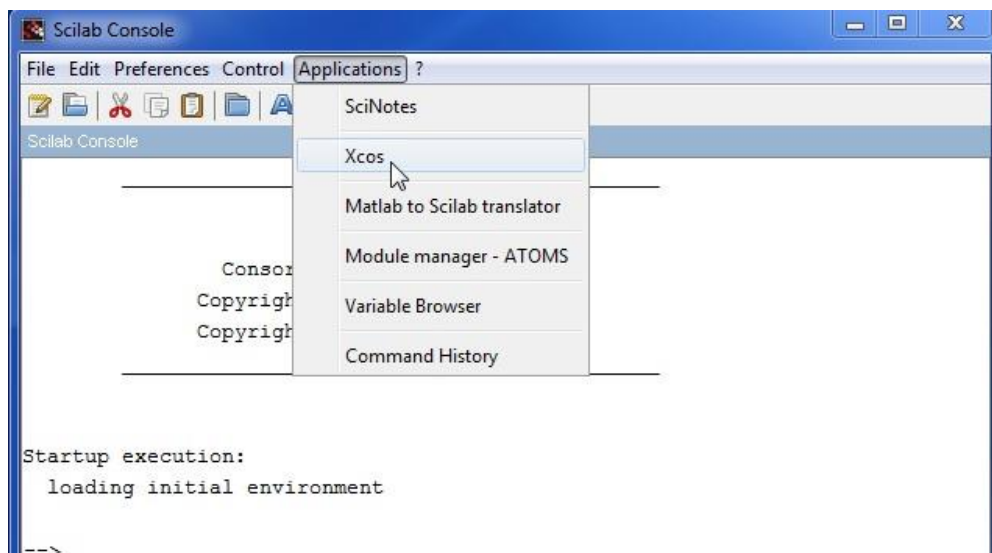 Scilab Console
File Edit Preferences Control Applications ?
Scilab Console
SciNotes
Xcos
Matlab to Scilab translator
Module manager - ATOMS
Variable Browser
Command History
Consor
Copyrigh
Copyrigh
Startup execution:
loading initial environment
-->